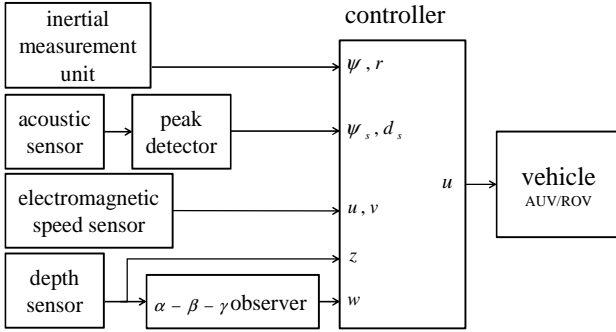 controller
inertial
measurement
unit
ψ, r
acoustic
sensor
peak
detector
ψ s, d s
u
vehicle
AUV/ROV
electromagnetic
speed sensor
u, v
depth
sensor
z
α − β − γ observer
w